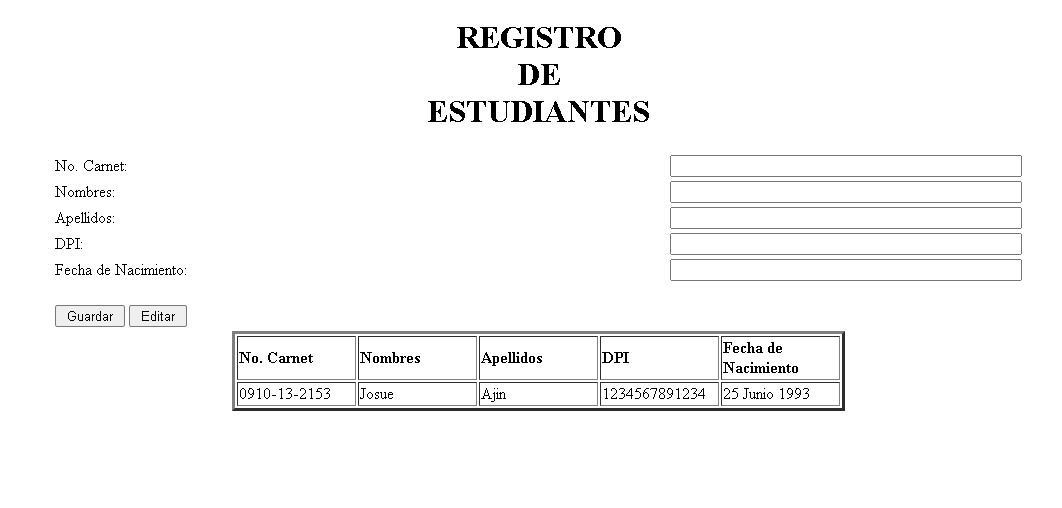 REGISTRO
DE
ESTUDIANTES
No. Carnet:
Nombres:
Apellidos:
DPI:
Fecha de Nacimiento:
Guardar Editar
No. Carnet Nombres Apellidos DPI Fecha de Nacimiento
0910-13-2153 Josue Ajin 1234567891234 25 Junio 1993